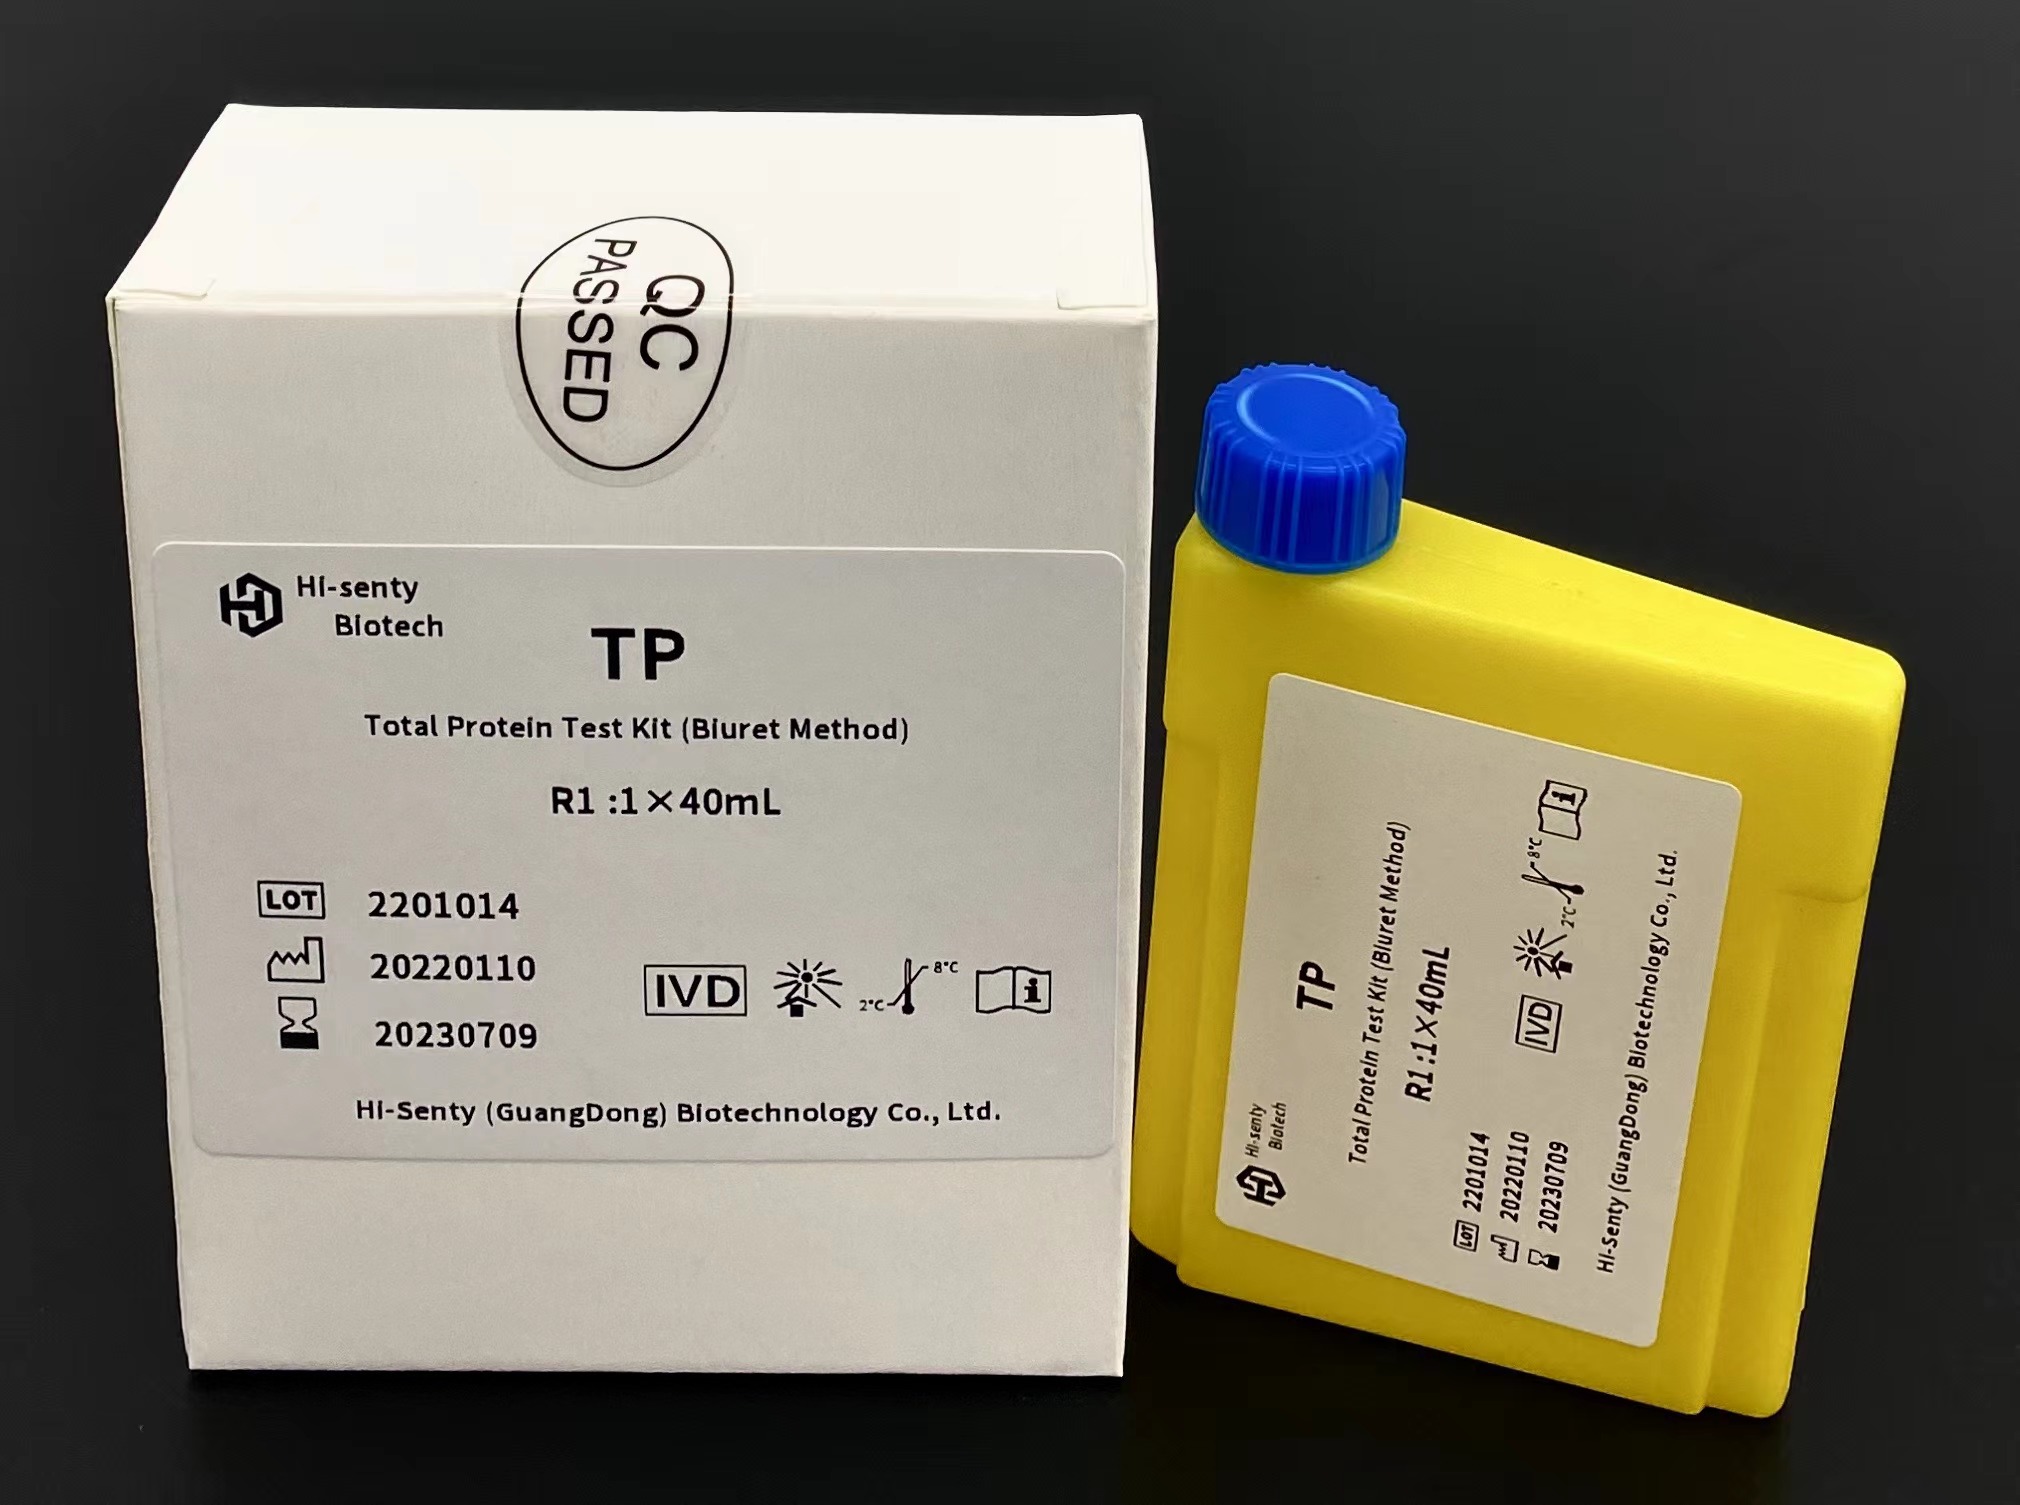 QC
PASSED
Hi-senty
Biotech
TP
Total Protein Test Kit (Biuret Method)
R1 :1×40mL
LOT 2201014
20220110
20230709
IVD
2°C
8°C
i
Hi-Senty (GuangDong) Biotechnology Co., Ltd.
Hi-senty
Biotech
TP
Total Protein Test Kit (Biuret Method)
R1 :1×40mL
LOT 2201014
20220110
20230709
IVD
2°C
8°C
i
Hi-Senty (GuangDong) Biotechnology Co., Ltd.